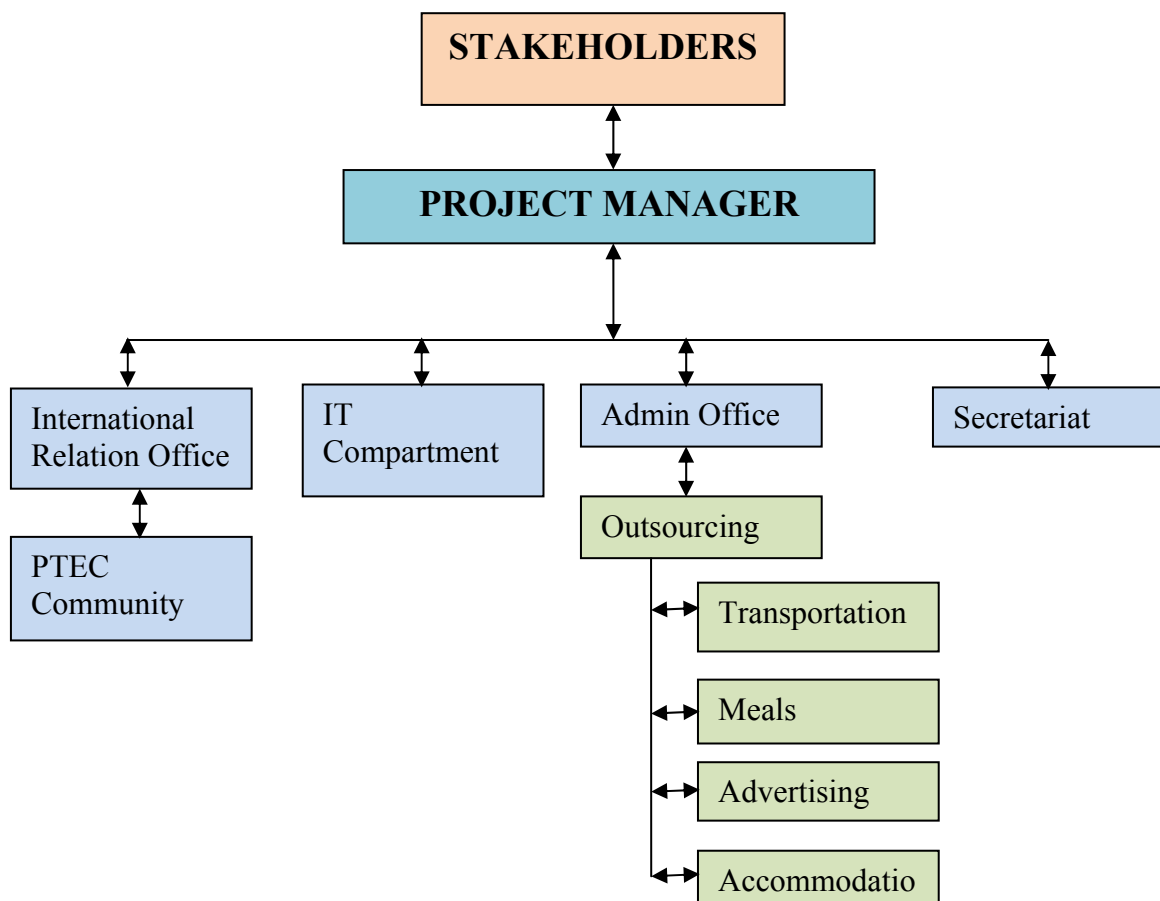 STAKEHOLDERS
PROJECT MANAGER
International
Relation Office
IT
Compartment
Admin Office
Secretariat
PTEC
Community
Outsourcing
Transportation
Meals
Advertising
Accommodatio